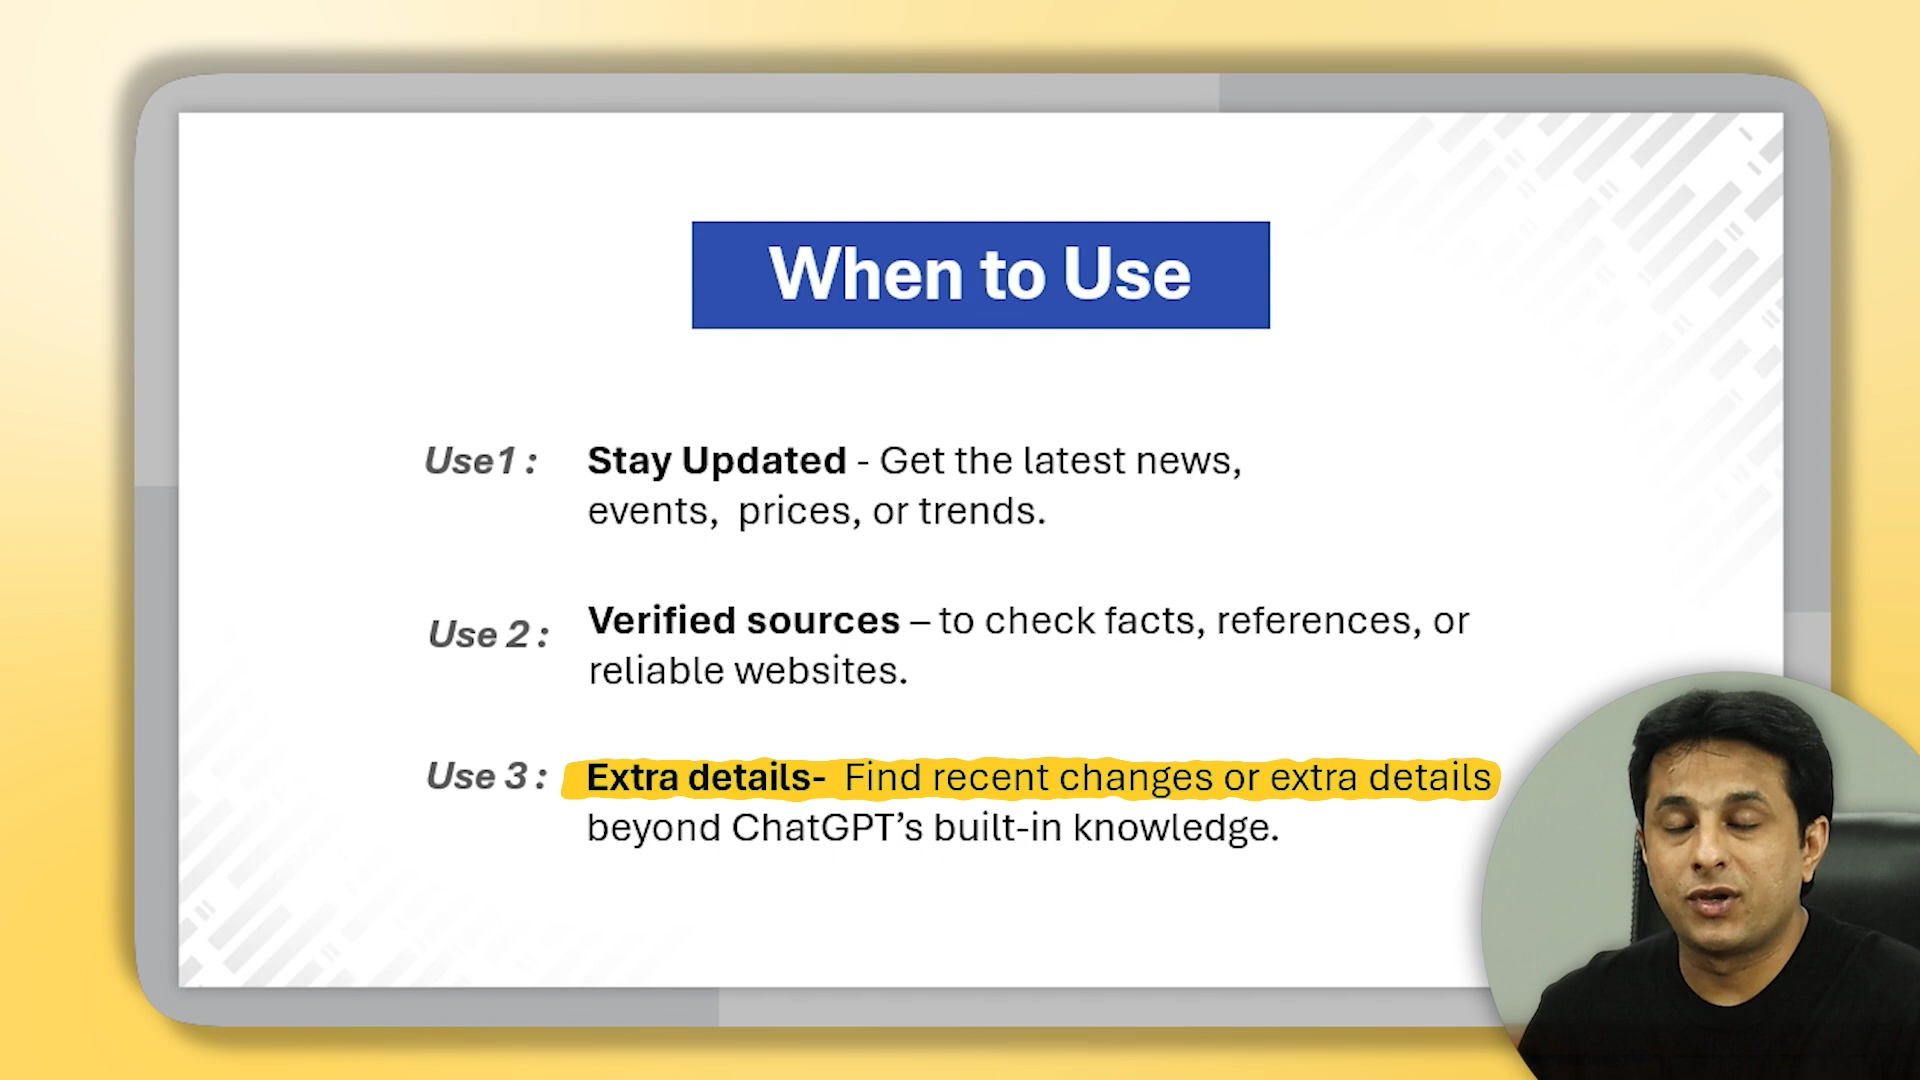 When to Use
Use1 : Stay Updated - Get the latest news,
events, prices, or trends.
Use 2 : Verified sources – to check facts, references, or
reliable websites.
Use 3 : Extra details- Find recent changes or extra details
beyond ChatGPT’s built-in knowledge.